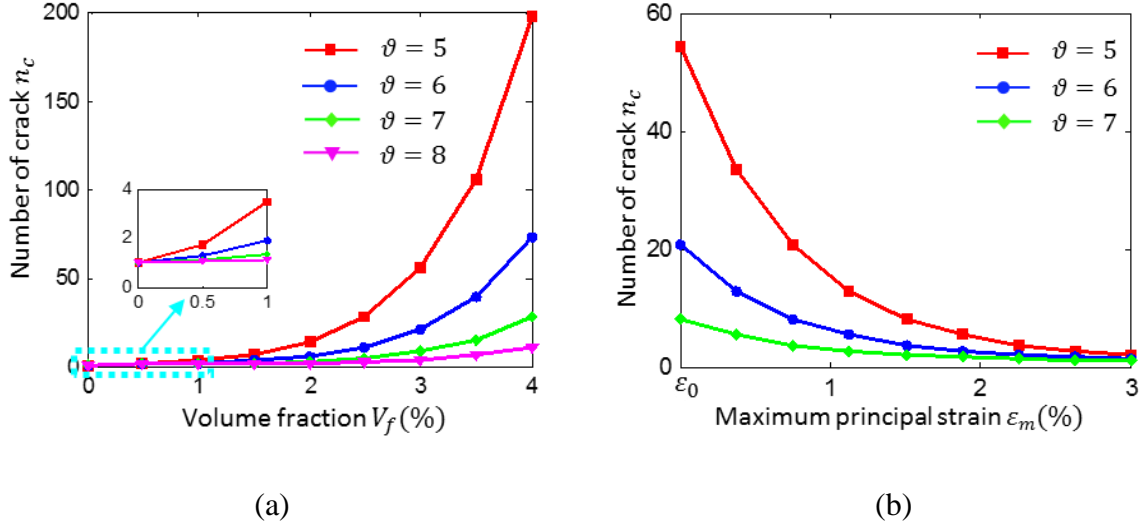 200
150
100
50
0
Number of crack n_c
ϑ = 5
ϑ = 6
ϑ = 7
ϑ = 8
4
2
0
0 0.5 1
0 1 2 3 4
Volume fraction V_f(%)
(a)
60
40
20
0
Number of crack n_c
ϑ = 5
ϑ = 6
ϑ = 7
ε_0 1 2 3
Maximum principal strain ε_m(%)
(b)